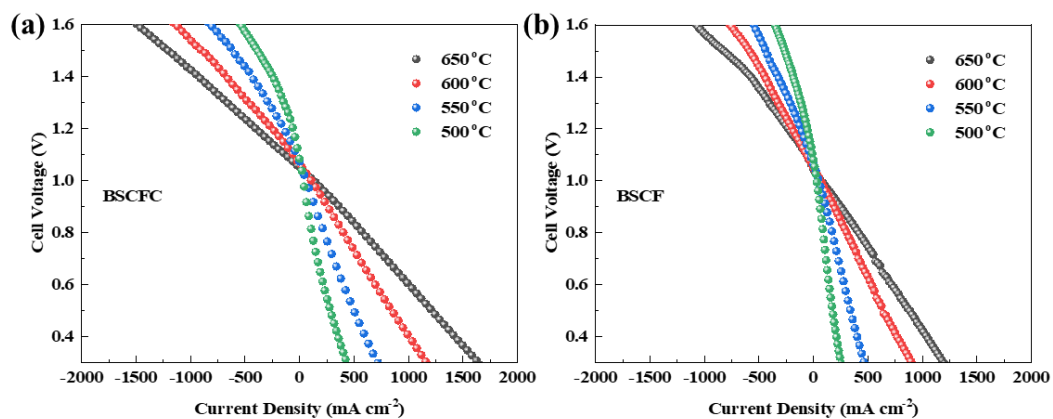 (a)
1.6
1.4
1.2
1.0
0.8
0.6
0.4
Cell Voltage (V)
650°C
600°C
550°C
500°C
BSCFC
-2000 -1500 -1000 -500 0 500 1000 1500 2000
Current Density (mA cm⁻²)
(b)
1.6
1.4
1.2
1.0
0.8
0.6
0.4
Cell Voltage (V)
650°C
600°C
550°C
500°C
BSCF
-2000 -1500 -1000 -500 0 500 1000 1500 2000
Current Density (mA cm⁻²)